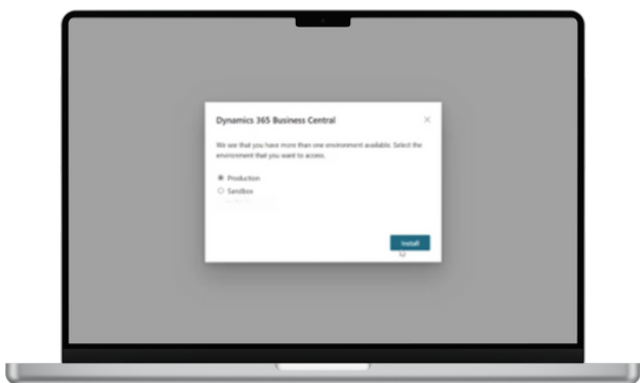 Dynamics 365 Business Central
We see that you have more than one environment available. Select the
environment that you want to access.
Production
Sandbox
Install